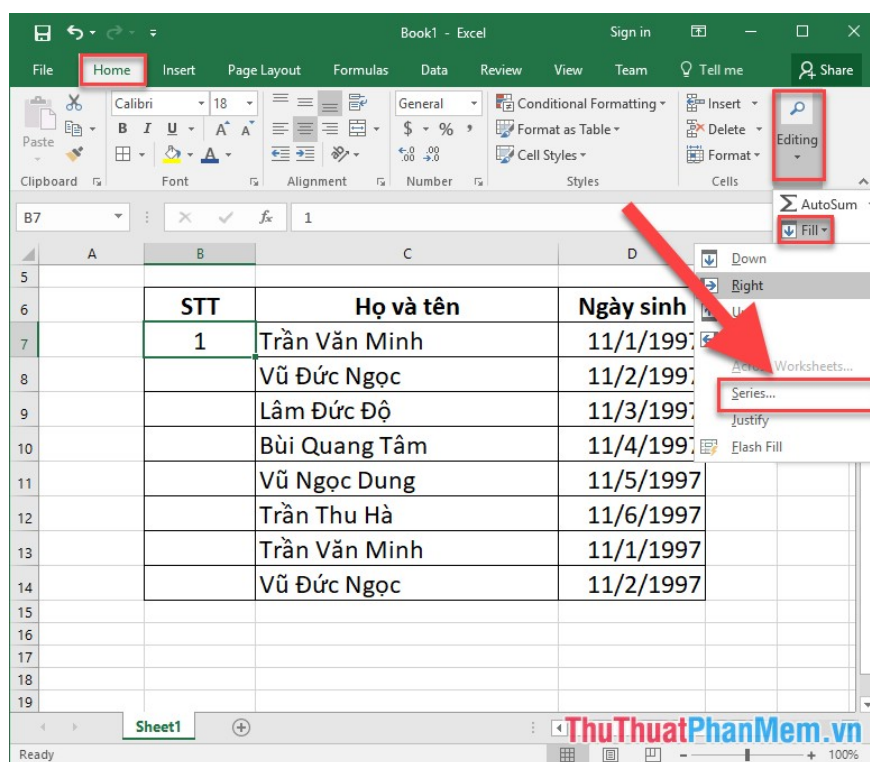 Book1 - Excel Sign in
File Home Insert Page Layout Formulas Data Review View Team Tell me Share
Calibri 18 General Conditional Formatting Insert
Paste B I U A A $ % , Format as Table Delete Editing
A Cell Styles Format
Clipboard Font Alignment Number Styles Cells
AutoSum
Fill
B7 fx 1
A B C D
Down
Right
Across Worksheets...
Series...
Justify
Flash Fill
5
6 STT Họ và tên Ngày sinh
7 1 Trần Văn Minh 11/1/1997
8 Vũ Đức Ngọc 11/2/1997
9 Lâm Đức Độ 11/3/1997
10 Bùi Quang Tâm 11/4/1997
11 Vũ Ngọc Dung 11/5/1997
12 Trần Thu Hà 11/6/1997
13 Trần Văn Minh 11/1/1997
14 Vũ Đức Ngọc 11/2/1997
15
16
17
18
19
Sheet1
ThuThuatPhanMem.vn
Ready 100%